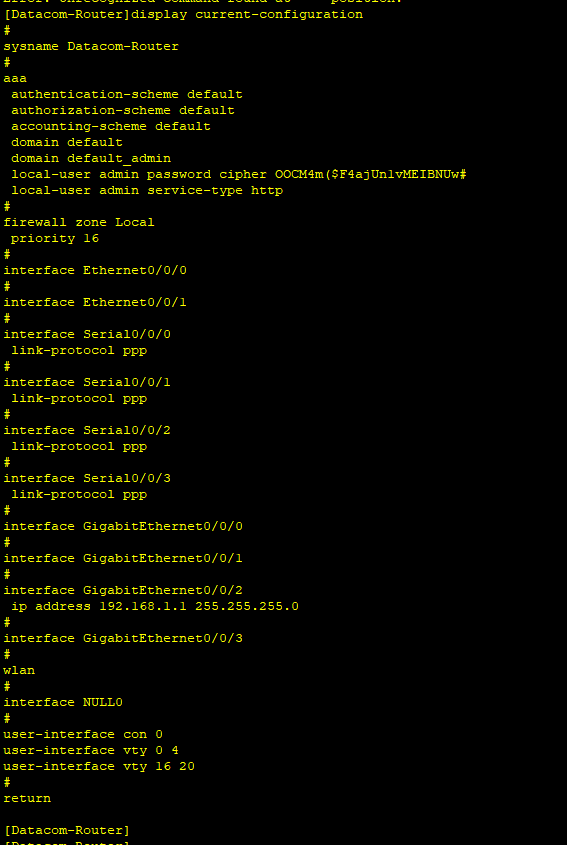 [Datacom-Router]display current-configuration
#
sysname Datacom-Router
#
aaa
 authentication-scheme default
 authorization-scheme default
 accounting-scheme default
 domain default
 domain default_admin
 local-user admin password cipher OOCM4m($F4ajUn1vMEIBNUw#
 local-user admin service-type http
#
firewall zone Local
 priority 16
#
interface Ethernet0/0/0
#
interface Ethernet0/0/1
#
interface Serial0/0/0
 link-protocol ppp
#
interface Serial0/0/1
 link-protocol ppp
#
interface Serial0/0/2
 link-protocol ppp
#
interface Serial0/0/3
 link-protocol ppp
#
interface GigabitEthernet0/0/0
#
interface GigabitEthernet0/0/1
#
interface GigabitEthernet0/0/2
 ip address 192.168.1.1 255.255.255.0
#
interface GigabitEthernet0/0/3
#
wlan
#
interface NULL0
#
user-interface con 0
user-interface vty 0 4
user-interface vty 16 20
#
return

[Datacom-Router]